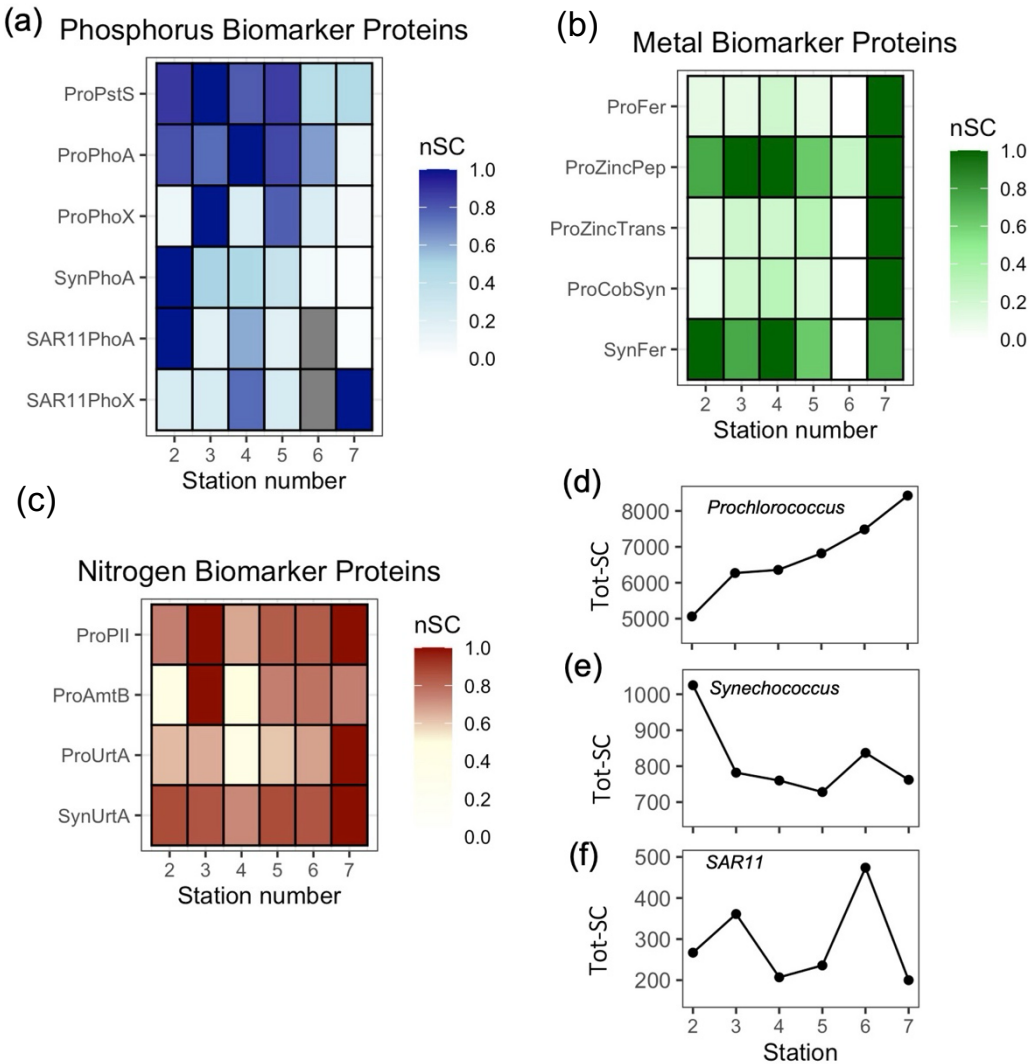 (a) Phosphorus Biomarker Proteins
ProPstS
ProPhoA
ProPhoX
SynPhoA
SAR11PhoA
SAR11PhoX
2 3 4 5 6 7
Station number
nSC
1.0
0.8
0.6
0.4
0.2
0.0
(b) Metal Biomarker Proteins
ProFer
ProZincPep
ProZincTrans
ProCobSyn
SynFer
2 3 4 5 6 7
Station number
nSC
1.0
0.8
0.6
0.4
0.2
0.0
(c)
Nitrogen Biomarker Proteins
ProPII
ProAmtB
ProUrtA
SynUrtA
2 3 4 5 6 7
Station number
nSC
1.0
0.8
0.6
0.4
0.2
0.0
(d)
Prochlorococcus
Tot-SC
8000
7000
6000
5000
(e)
Synechococcus
Tot-SC
1000
900
800
700
(f)
SAR11
Tot-SC
500
400
300
200
2 3 4 5 6 7
Station